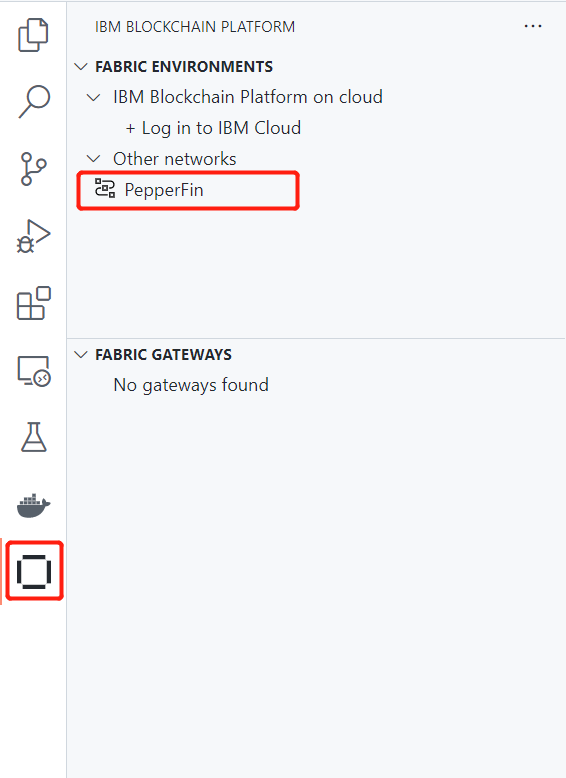 IBM BLOCKCHAIN PLATFORM
FABRIC ENVIRONMENTS
IBM Blockchain Platform on cloud
+ Log in to IBM Cloud
Other networks
PepperFin
FABRIC GATEWAYS
No gateways found